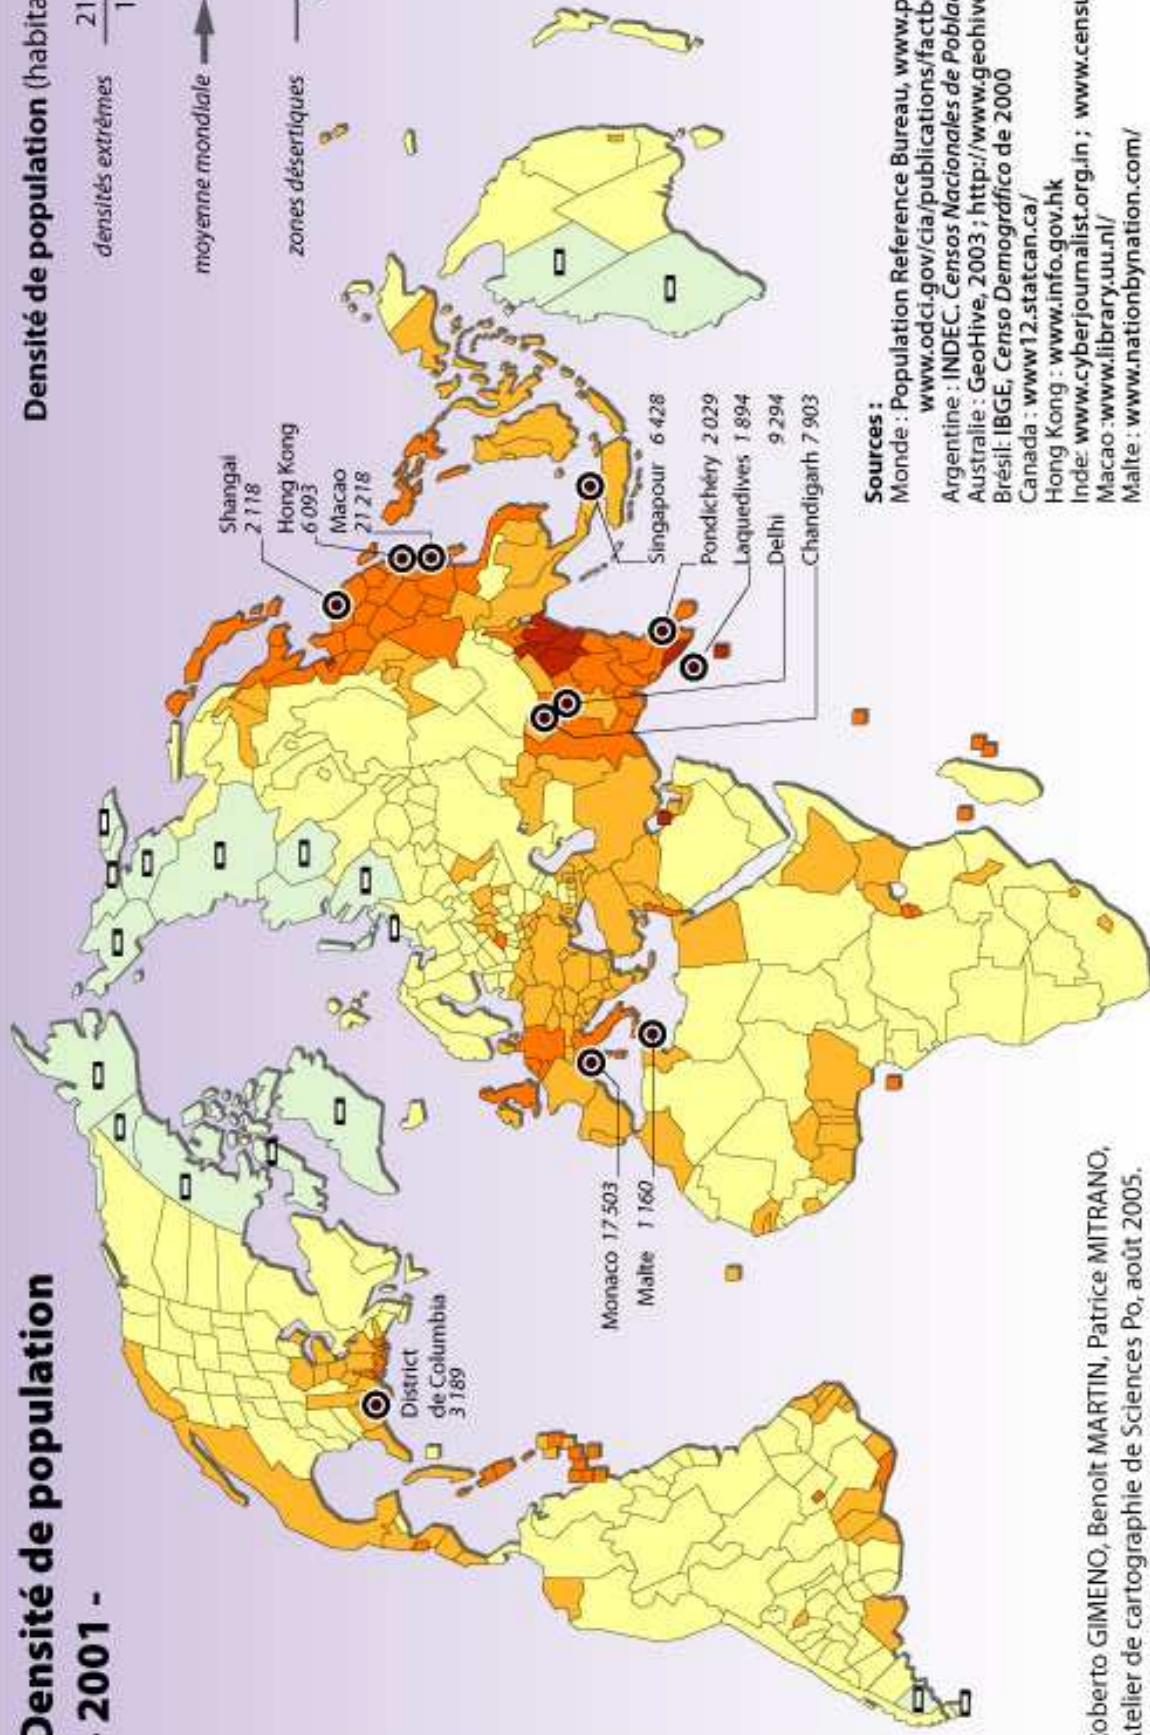 Densité de population
- 2001 -
Densité de population (habita
densités extrêmes
21
1
moyenne mondiale
zones désertiques
Shangai
2 118
Hong Kong
6 093
Macao
21 218
Singapour 6 428
Pondichéry 2 029
Laquedives 1 894
Delhi 9 294
Chandigarh 7 903
Monaco 17 503
Malte 1 160
District
de Columbia
3 189
Sources :
Monde : Population Reference Bureau, www.p
www.odci.gov/cia/publications/factb
Argentine : INDEC. Censos Nacionales de Poblac
Australie : GeoHive, 2003 ; http://www.geohive
Brésil: IBGE, Censo Demográfico de 2000
Canada : www12.statcan.ca/
Hong Kong : www.info.gov.hk
Inde: www.cyberjournalist.org.in ; www.censu
Macao :www.library.uu.nl/
Malte : www.nationbynation.com/
oberto GIMENO, Benoît MARTIN, Patrice MITRANO,
telier de cartographie de Sciences Po, août 2005.